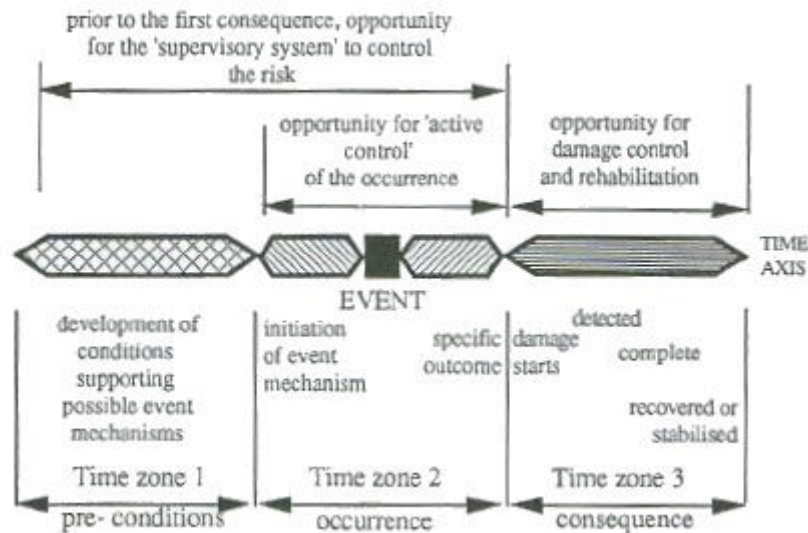 prior to the first consequence, opportunity
for the 'supervisory system' to control
the risk
opportunity for 'active
control'
of the occurrence
opportunity for
damage control
and rehabilitation
TIME
AXIS
EVENT
development of
conditions
supporting
possible event
mechanisms
initiation
of event
mechanism
specific
outcome
damage
starts
detected
complete
recovered or
stabilised
Time zone 1
pre- conditions
Time zone 2
occurrence
Time zone 3
consequence